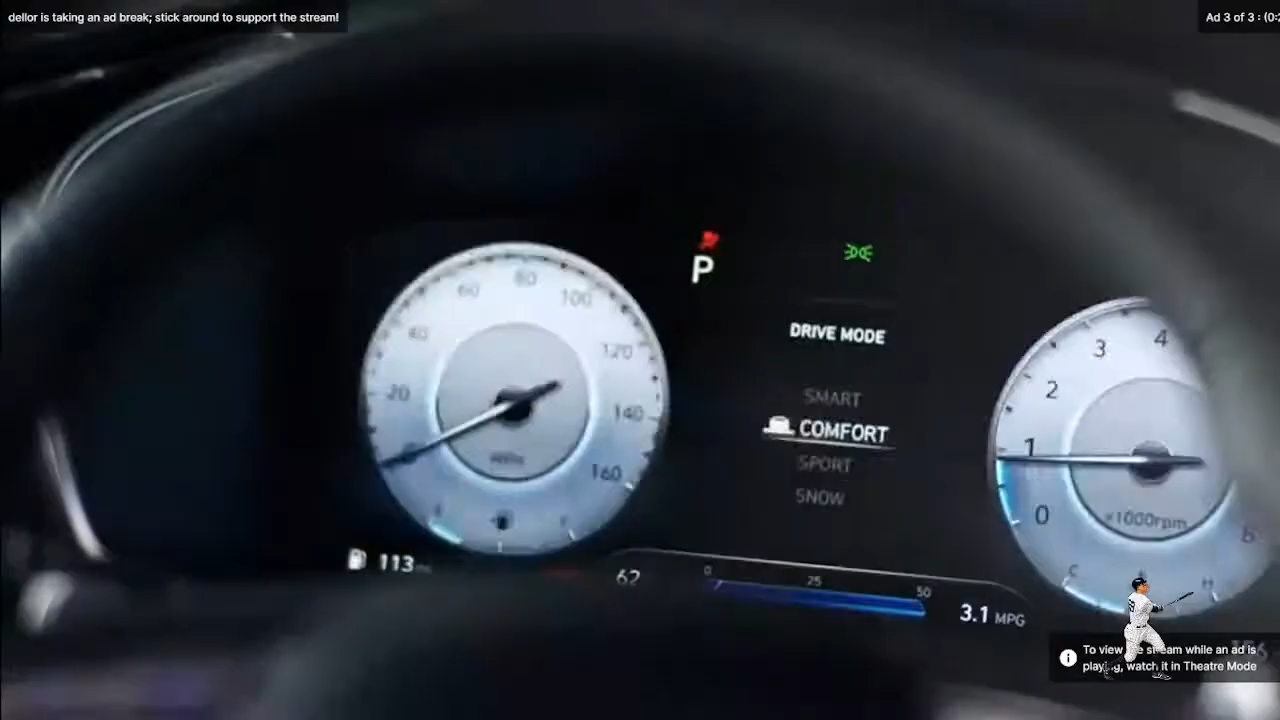 dellor is taking an ad break; stick around to support the stream!
Ad 3 of 3 : (0:
P
DRIVE MODE
SMART
COMFORT
SPORT
SNOW
20
40
60
80
100
120
140
160
0
1
2
3
4
x1000rpm
C
H
113
62
0
25
50
3.1 MPG
To view stream while an ad is
watch it in Theatre Mode